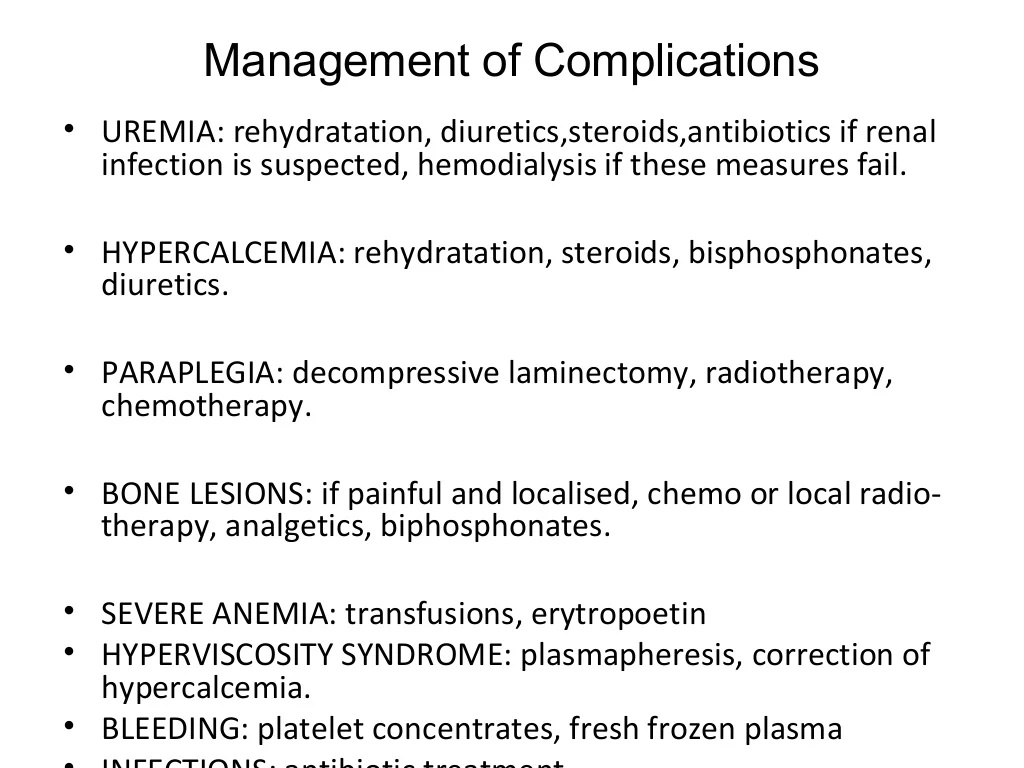 Management of Complications
• UREMIA: rehydratation, diuretics,steroids,antibiotics if renal
infection is suspected, hemodialysis if these measures fail.
• HYPERCALCEMIA: rehydratation, steroids, bisphosphonates,
diuretics.
• PARAPLEGIA: decompressive laminectomy, radiotherapy,
chemotherapy.
• BONE LESIONS: if painful and localised, chemo or local radio-
therapy, analgetics, biphosphonates.
• SEVERE ANEMIA: transfusions, erytropoetin
• HYPERVISCOSITY SYNDROME: plasmapheresis, correction of
hypercalcemia.
• BLEEDING: platelet concentrates, fresh frozen plasma
• INFECTIONS: antibiotic treatment